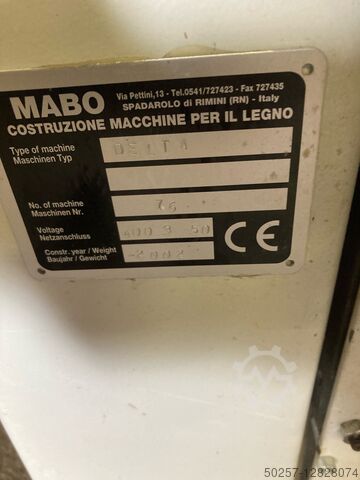 MABO
Via Pettini,13 - Tel.0541/727423 - Fax 727435
SPADAROLO di RIMINI (RN) - Italy
COSTRUZIONE MACCHINE PER IL LEGNO
Type of machine
Maschinen Typ
DELTA
No. of machine
Maschinen Nr.
76
Voltage
Netzanschluss
400 3 50
Constr. year / Weight
Baujahr / Gewicht
2002
CE
50257-12828074